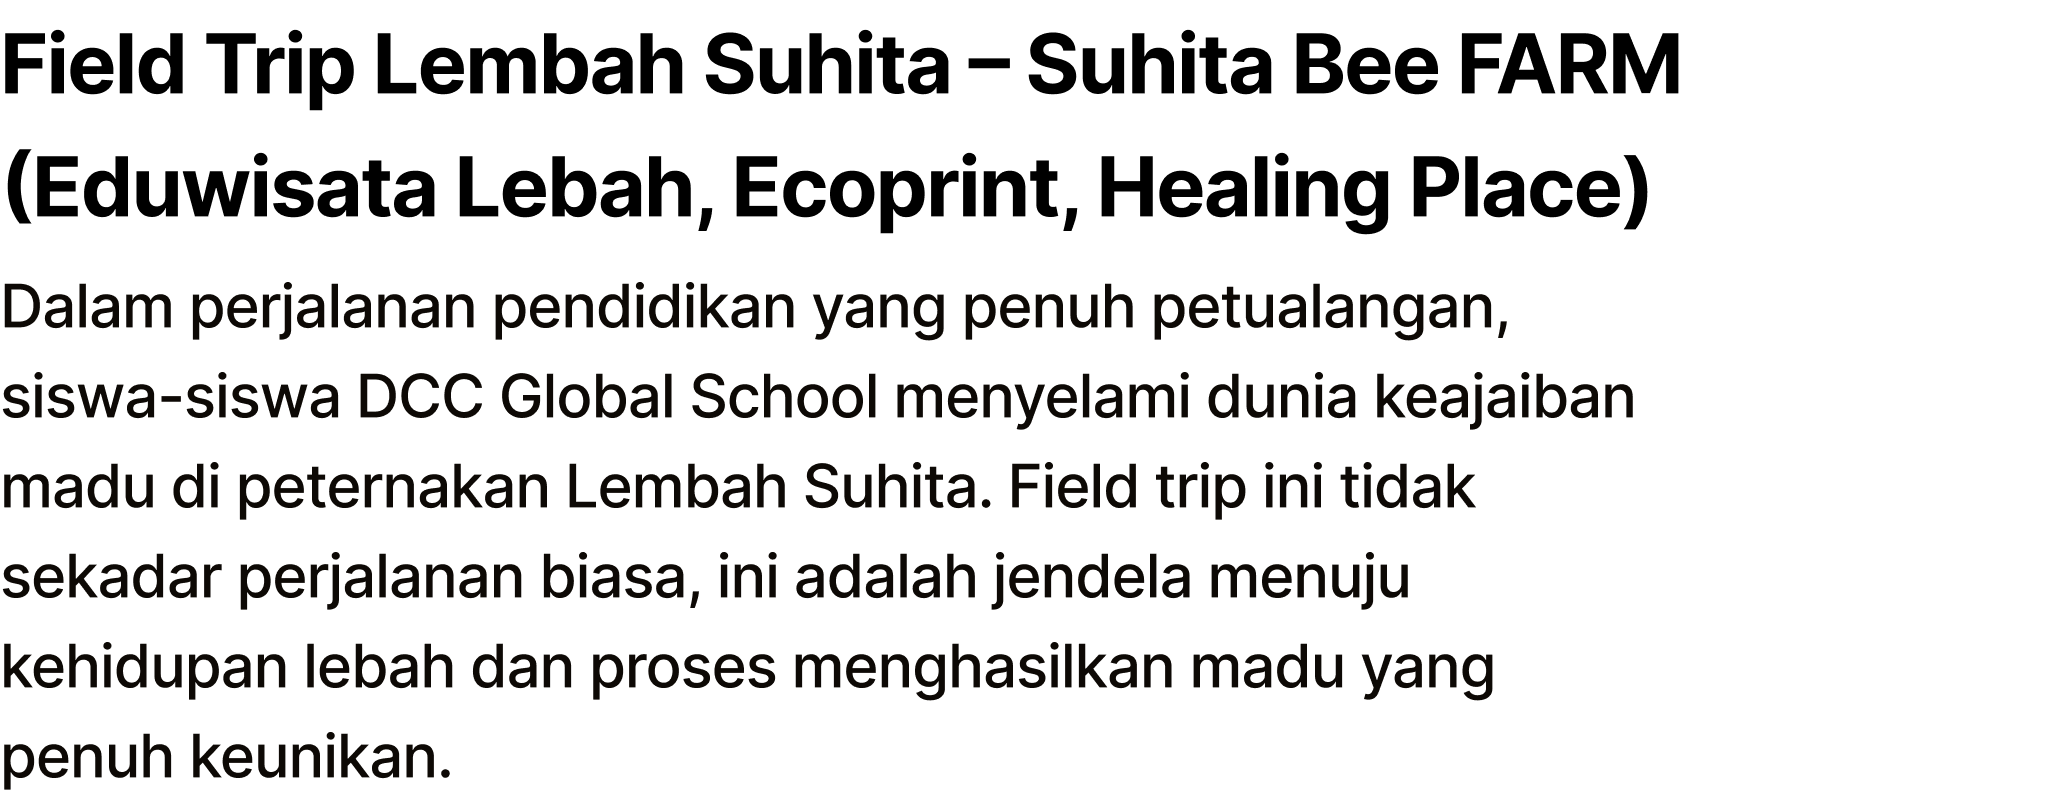 Field Trip Lembah Suhita – Suhita Bee FARM
(Eduwisata Lebah, Ecoprint, Healing Place)
Dalam perjalanan pendidikan yang penuh petualangan,
siswa-siswa DCC Global School menyelami dunia keajaiban
madu di peternakan Lembah Suhita. Field trip ini tidak
sekadar perjalanan biasa, ini adalah jendela menuju
kehidupan lebah dan proses menghasilkan madu yang
penuh keunikan.